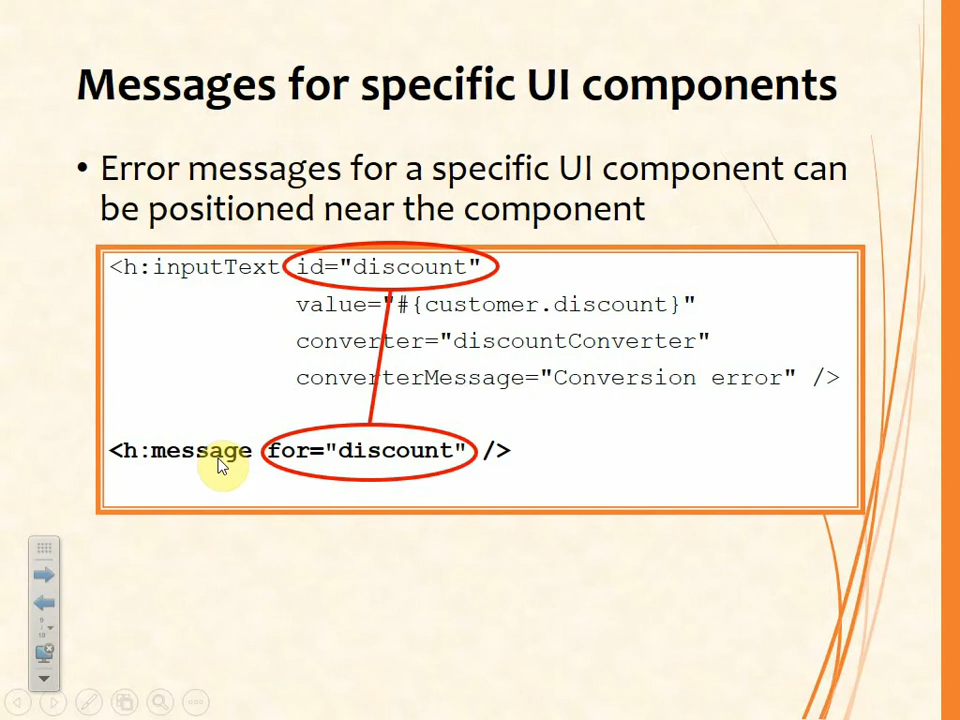 Messages for specific UI components
• Error messages for a specific UI component can
be positioned near the component
<h:inputText id="discount"
value="#{customer.discount}"
converter="discountConverter"
converterMessage="Conversion error" />
<h:message for="discount" />